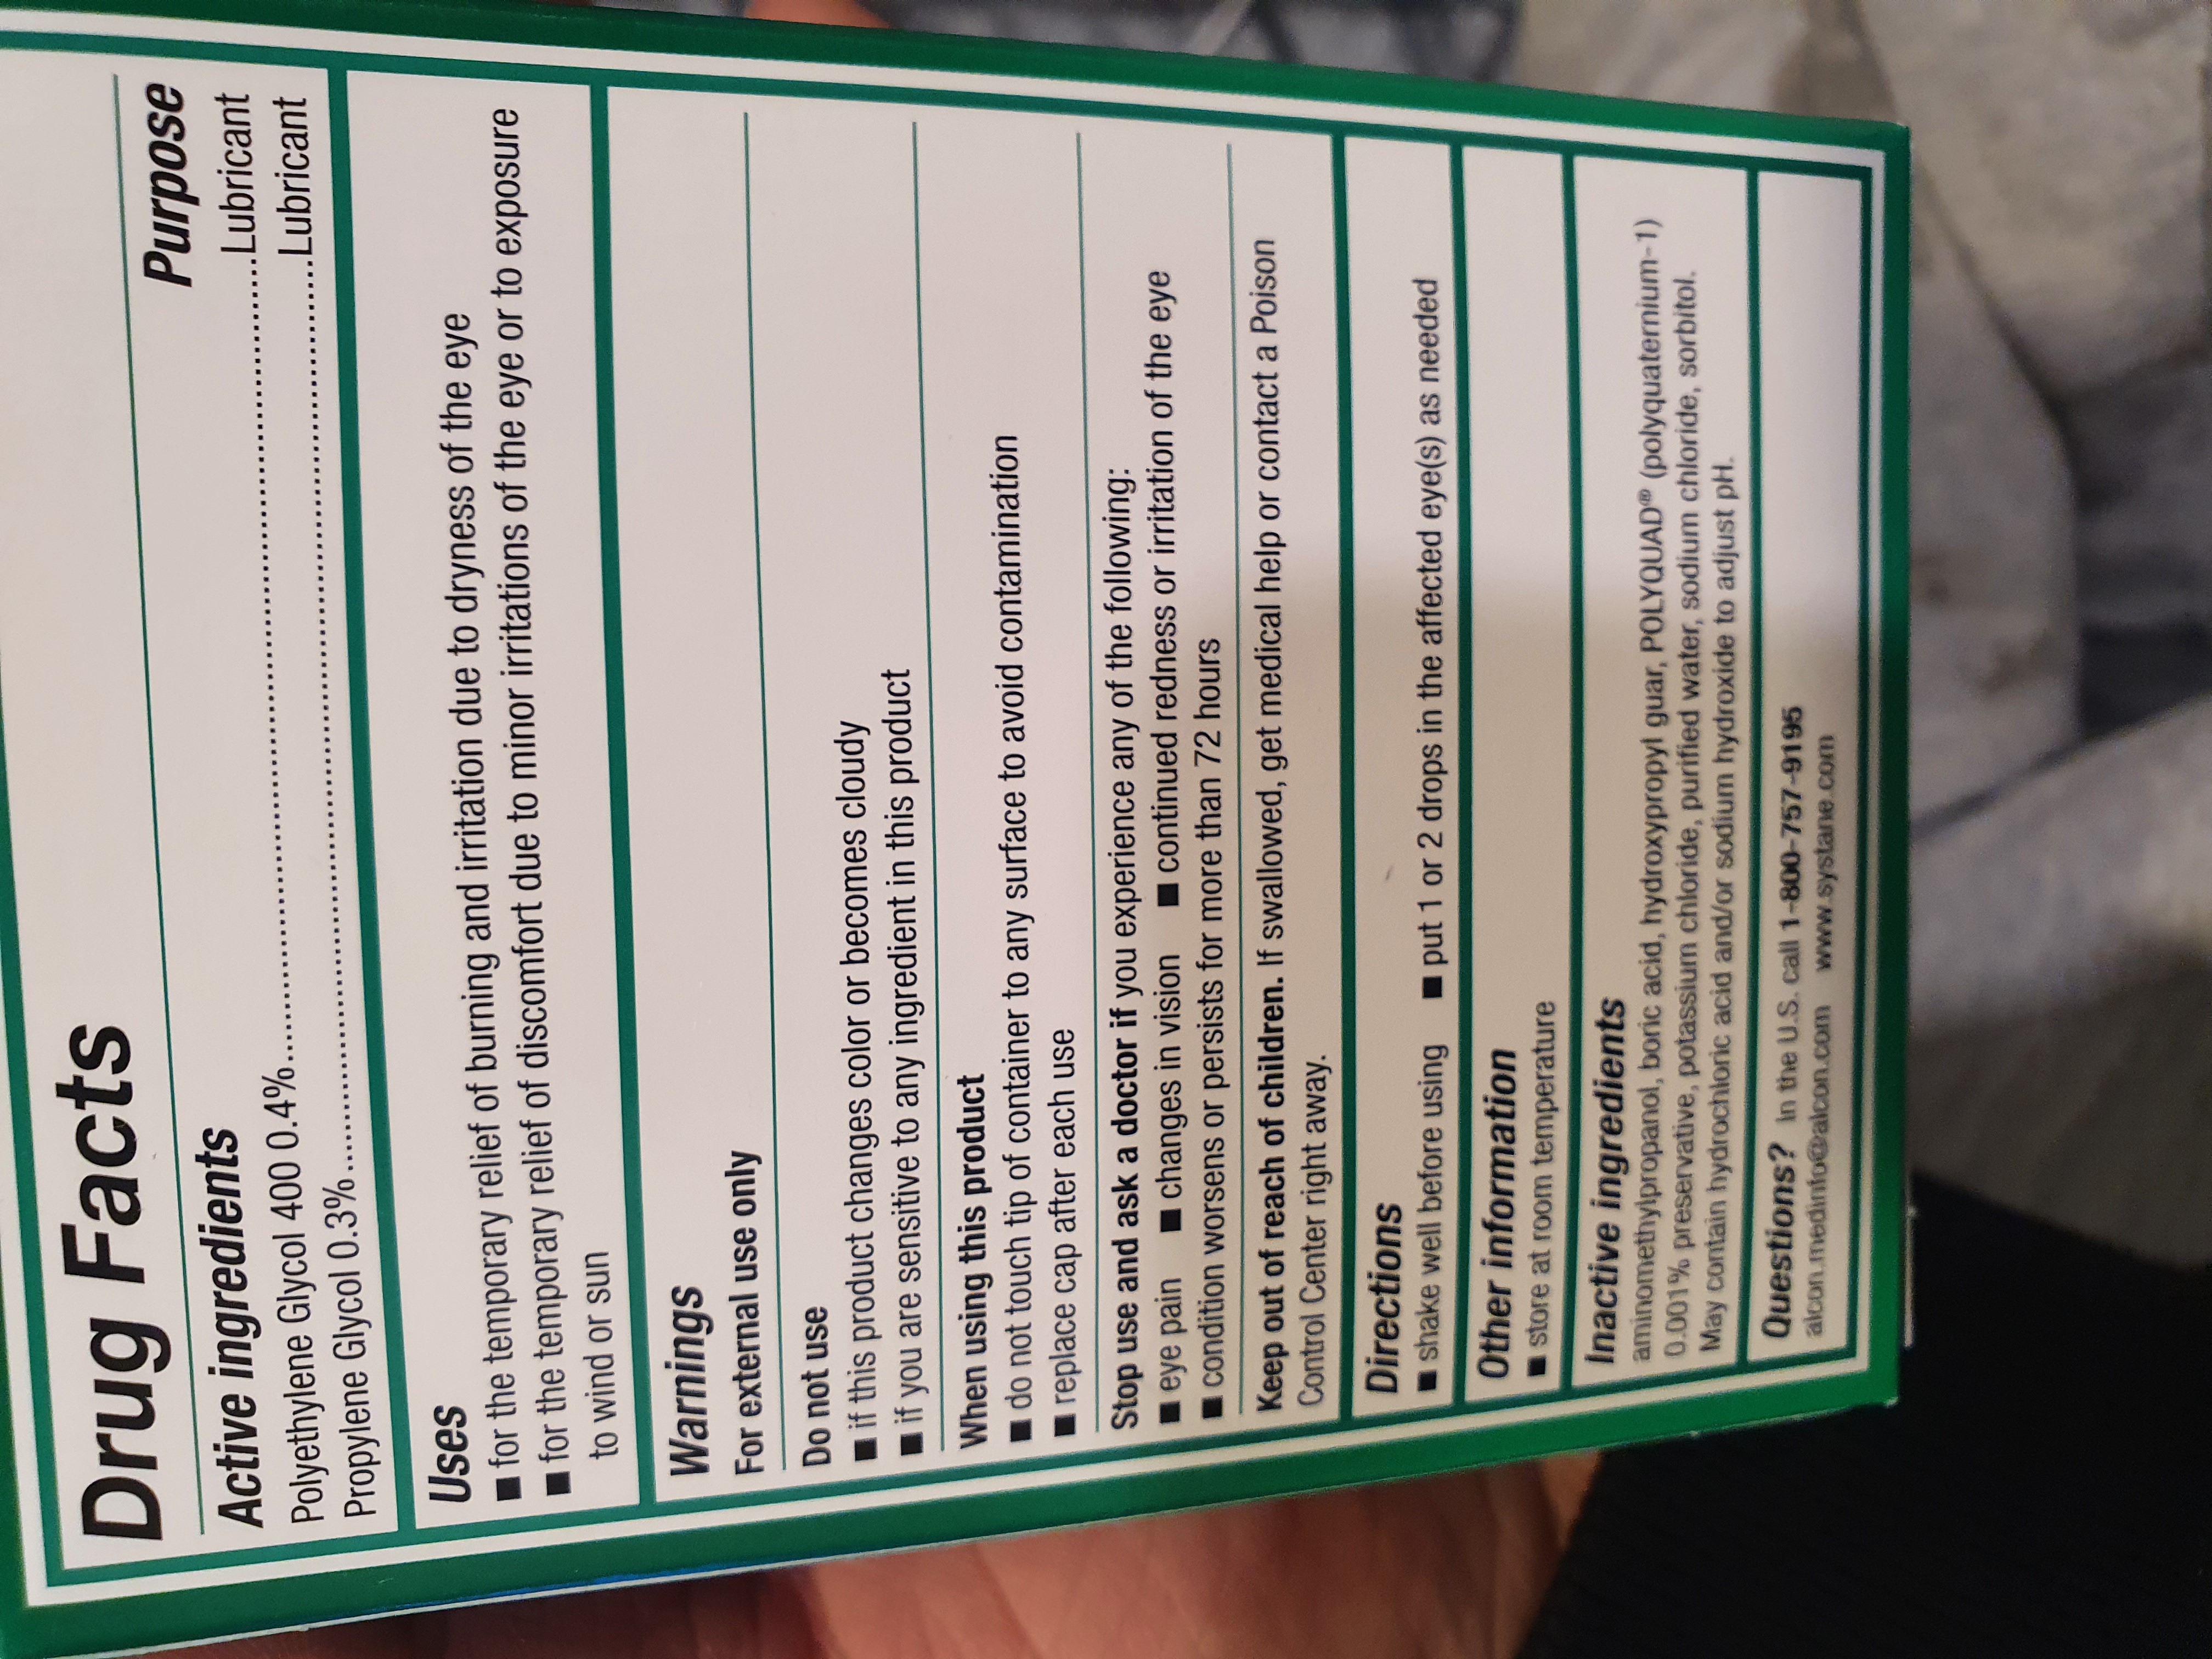 Drug Facts
Active ingredients Purpose
Polyethylene Glycol 400 0.4%..........Lubricant
Propylene Glycol 0.3%..........Lubricant
Uses
■ for the temporary relief of burning and irritation due to dryness of the eye
■ for the temporary relief of discomfort due to minor irritations of the eye or to exposure
to wind or sun
Warnings
For external use only
Do not use
■ if this product changes color or becomes cloudy
■ if you are sensitive to any ingredient in this product
When using this product
■ do not touch tip of container to any surface to avoid contamination
■ replace cap after each use
Stop use and ask a doctor if you experience any of the following:
■ eye pain ■ changes in vision ■ continued redness or irritation of the eye
■ condition worsens or persists for more than 72 hours
Keep out of reach of children. If swallowed, get medical help or contact a Poison
Control Center right away.
Directions
■ shake well before using ■ put 1 or 2 drops in the affected eye(s) as needed
Other information
■ store at room temperature
Inactive ingredients
aminomethylpropanol, boric acid, hydroxypropyl guar, POLYQUAD® (polyquaternium-1)
0.001% preservative, potassium chloride, purified water, sodium chloride, sorbitol.
May contain hydrochloric acid and/or sodium hydroxide to adjust pH.
Questions? In the U.S. call 1-800-757-9195
alcon.medinfo@alcon.com www.systane.com